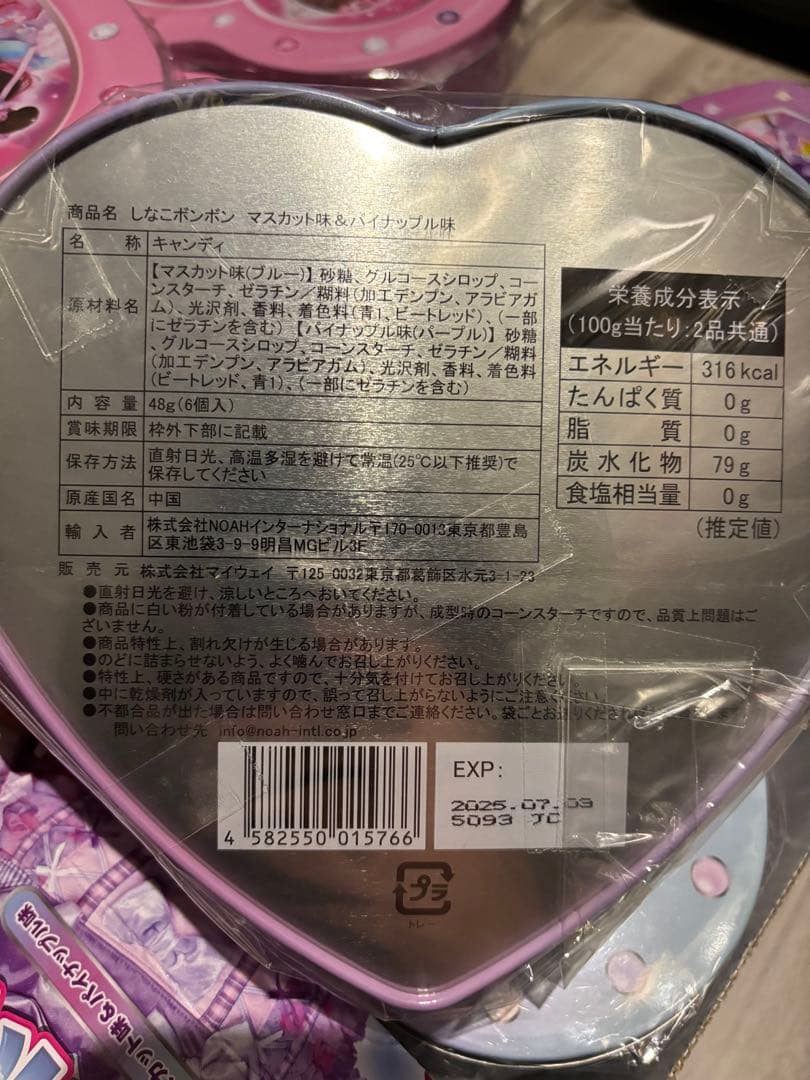 商品名 しなこボンボン マスカット味&パイナップル味
名称 キャンディ
原材料名 【マスカット味(ブルー)】砂糖、グルコースシロップ、コー
ンスターチ、ゼラチン/糊料(加工デンプン、アラビアガ
ム)、光沢剤、香料、着色料(青1、ビートレッド)、(一部
にゼラチンを含む)【パイナップル味(パープル)】砂糖
、グルコースシロップ、コーンスターチ、ゼラチン/糊料
(加工デンプン、アラビアガム)、光沢剤、香料、着色料
(ビートレッド、青1)、(一部にゼラチンを含む)
内容量 48g(6個入)
賞味期限 枠外下部に記載
保存方法 直射日光、高温多湿を避けて常温(25℃以下推奨)で
保存してください
原産国名 中国
輸入者 株式会社NOAHインターナショナル〒170-0013東京都豊島
区東池袋3-9-9明昌MGビル3F
販売元 株式会社マイウェイ 〒125-0032東京都葛飾区水元3-1-23
栄養成分表示
(100g当たり:2品共通)
エネルギー 316kcal
たんぱく質 0g
脂質 0g
炭水化物 79g
食塩相当量 0g
(推定値)
●直射日光を避け、涼しいところへおいてください。
●商品に白い粉が付着している場合がありますが、成型時のコーンスターチですので、品質上問題はご
ざいません。
●商品特性上、割れ欠けが生じる場合があります。
●のどに詰まらせないよう、よく噛んでお召し上がりください。
●特性上、硬さがある商品ですので、十分気を付けてお召し上がりください。
●中に乾燥剤が入っていますので、誤って召し上がらないようにご注意ください。
●不都合品が出た場合は問い合わせ窓口までご連絡ください。袋ごとお送りくだされ
問い合わせ先 info@noah-intl.co.jp
4 582550 015766
EXP:
2025.07.03
5093 JC
プラ
トレー
カット味&パイナップル味